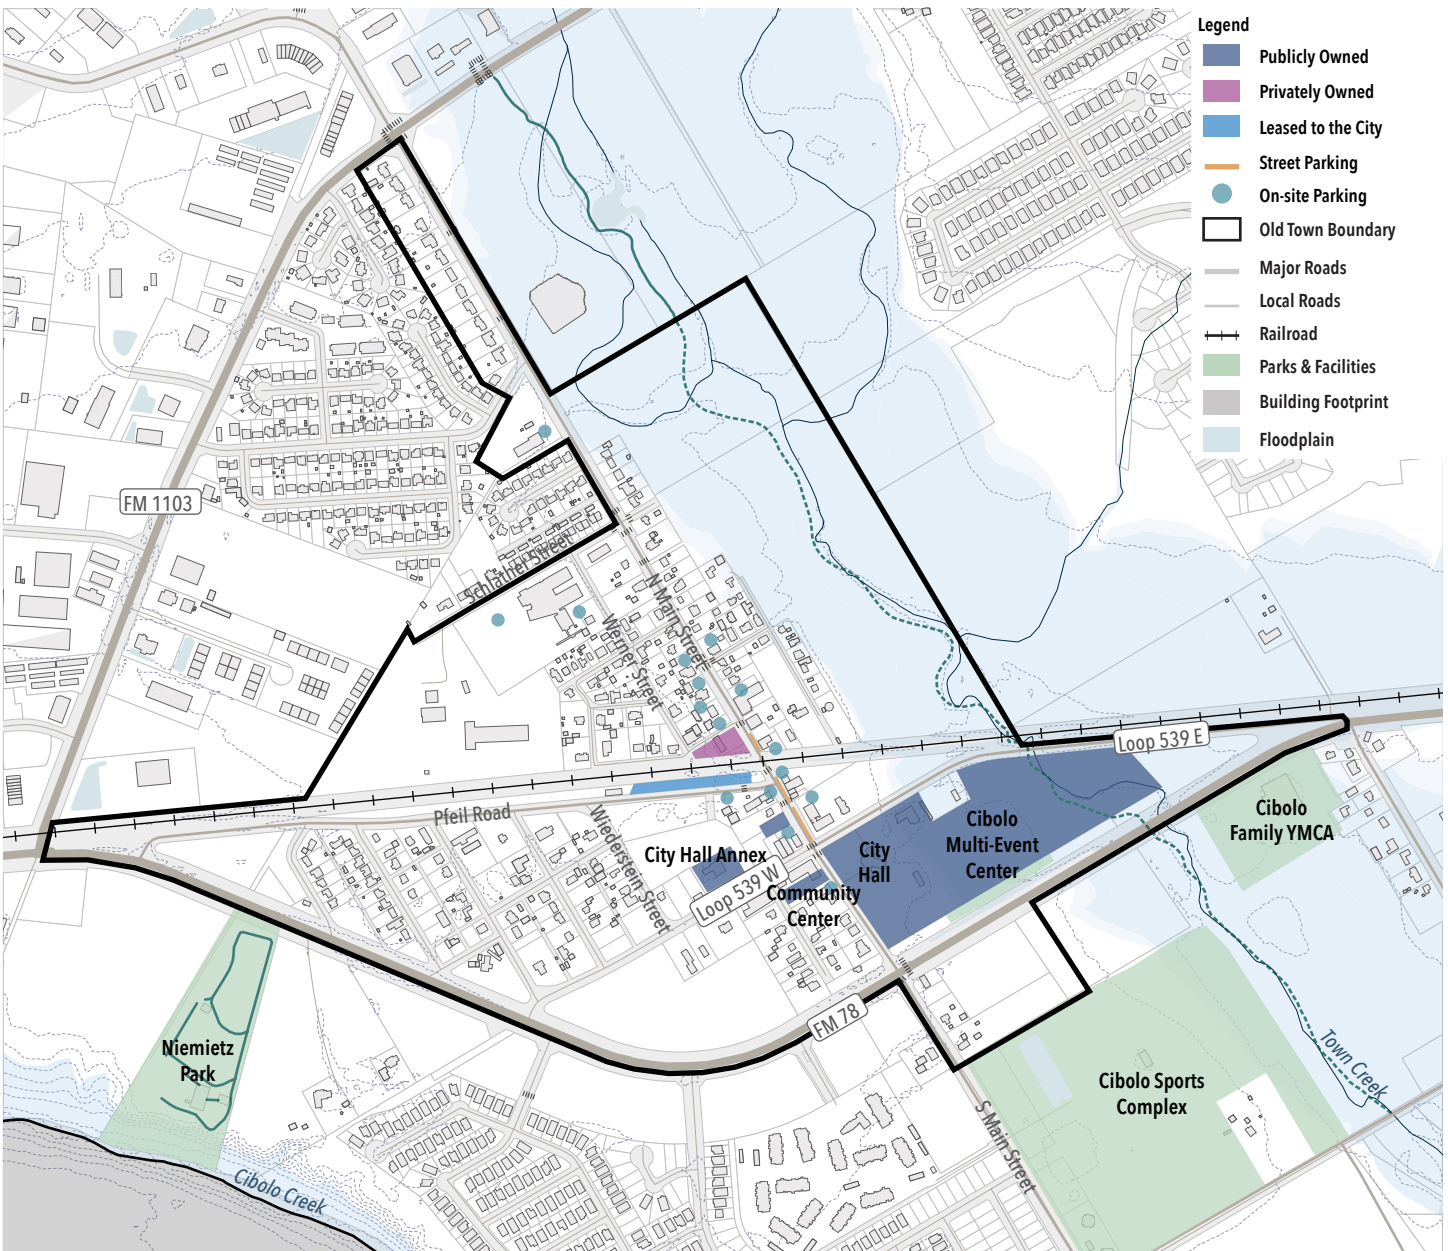 Legend
Publicly Owned
Privately Owned
Leased to the City
Street Parking
On-site Parking
Old Town Boundary
Major Roads
Local Roads
Railroad
Parks & Facilities
Building Footprint
Floodplain
FM 1103
Schlather Street
N Main Street
Werner Street
Loop 539 E
Pfeil Road
Wiederstein Street
City Hall Annex
Loop 539 W
Community
Center
City
Hall
Cibolo
Multi-Event
Center
Cibolo
Family YMCA
FM 78
Niemietz
Park
Cibolo Sports
Complex
Town Creek
S Main Street
Cibolo Creek